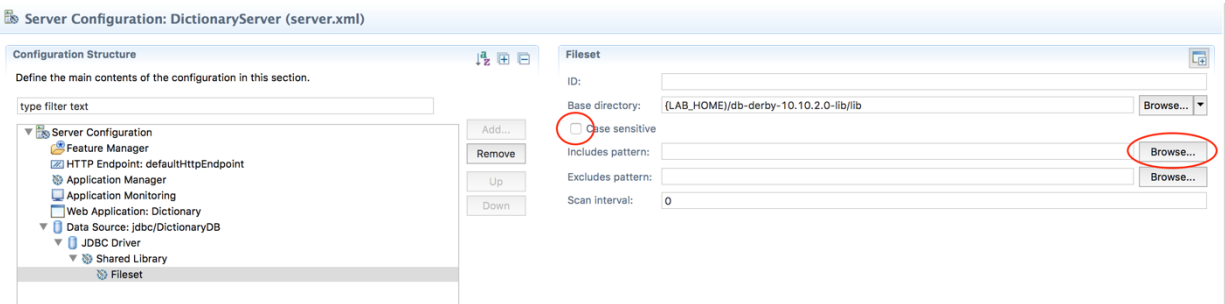 Server Configuration: DictionaryServer (server.xml)
Configuration Structure
Define the main contents of the configuration in this section.
type filter text
Server Configuration
Feature Manager
HTTP Endpoint: defaultHttpEndpoint
Application Manager
Application Monitoring
Web Application: Dictionary
Data Source: jdbc/DictionaryDB
JDBC Driver
Shared Library
Fileset
Add...
Remove
Up
Down
Fileset
ID:
Base directory: {LAB_HOME)/db-derby-10.10.2.0-lib/lib Browse...
Case sensitive
Includes pattern: Browse...
Excludes pattern: Browse...
Scan interval: 0